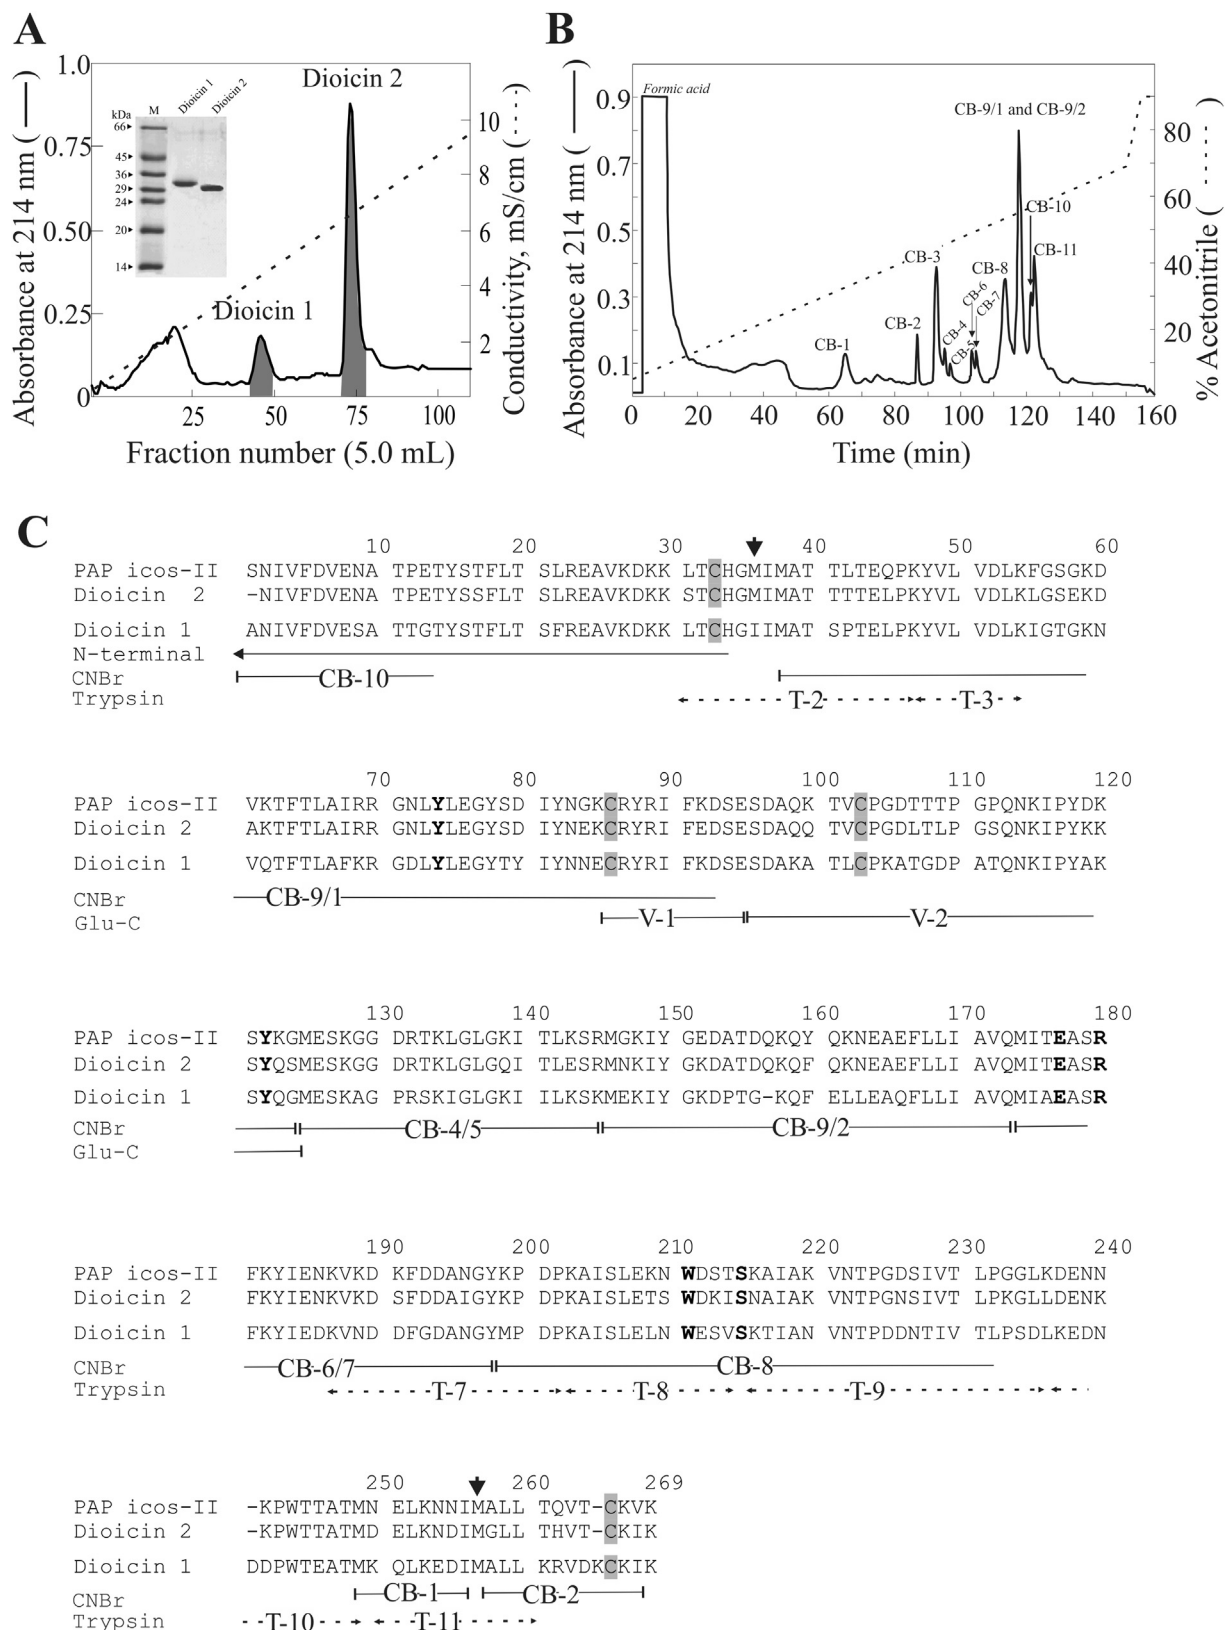 A
B
Absorbance at 214 nm (—)
1.0
0.75
0.50
0.25
0
25
50
75
100
Fraction number (5.0 mL)
Conductivity, mS/cm (----)
10
8
6
4
2
Dioicin 2
Dioicin 1
kDa
M
Dioicin 1
Dioicin 2
66
45
36
29
24
20
14
Absorbance at 214 nm (—)
0.9
0.7
0.5
0.3
0.1
Formic acid
CB-1
CB-2
CB-3
CB-4
CB-5
CB-6
CB-7
CB-8
CB-9/1 and CB-9/2
CB-10
CB-11
0 20 40 60 80 100 120 140 160
Time (min)
80
60
40
20
% Acetonitrile (----)
C
10 20 30 40 50 60
PAP icos-II SNIVFDVENA TPETYSTFLT SLREAVKDKK LTCHGMIMAT TLTEQPKYVL VDLKFGSGKD
Dioicin 2 -NIVFDVENA TPETYSSFLT SLREAVKDKK STCHGMIMAT TTTELPKYVL VDLKLGSEKD
Dioicin 1 ANIVFDVESA TTGTYSTFLT SFREAVKDKK LTCHGIIMAT SPTELPKYVL VDLKIGTGKN
N-terminal
CNBr CB-10
Trypsin T-2 T-3
70 80 90 100 110 120
PAP icos-II VKTFTLAIRR GNLYLEGYSD IYNGKCRYRI FKDSESDAQK TVCPGDTTTP GPQNKIPYDK
Dioicin 2 AKTFTLAIRR GNLYLEGYSD IYNEKCRYRI FEDSESDAQQ TVCPGDLTLP GSQNKIPYKK
Dioicin 1 VQTFTLAFKR GDLYLEGYTY IYNNECRYRI FKDSESDAKA TLCPKATGDP ATQNKIPYAK
CNBr CB-9/1
Glu-C V-1 V-2
130 140 150 160 170 180
PAP icos-II SYKGMESKGG DRTKLGLGKI TLKSRMGKIY GEDATDQKQY QKNEAEFLLI AVQMITEASR
Dioicin 2 SYQSMESKGG DRTKLGLGQI TLESRMNKIY GKDATDQKQF QKNEAEFLLI AVQMITEASR
Dioicin 1 SYQGMESKAG PRSKIGLGKI ILKSKMEKIY GKDPTG-KQF ELLEAQFLLI AVQMIAEASR
CNBr CB-4/5 CB-9/2
Glu-C
190 200 210 220 230 240
PAP icos-II FKYIENKVKD KFDDANGYKP DPKAISLEKN WDSTSKAIAK VNTPGDSIVT LPGGLKDENN
Dioicin 2 FKYIENKVKD SFDDAIGYKP DPKAISLETS WDKISNAIAK VNTPGNSIVT LPKGLLDENK
Dioicin 1 FKYIEDKVND DFGDANGYMP DPKAISLELN WESVSKTIAN VNTPDDNTIV TLPSDLKEDN
CNBr CB-6/7 CB-8
Trypsin T-7 T-8 T-9
250 260 269
PAP icos-II -KPWTTATMN ELKNNIMALL TQVT-CKVK
Dioicin 2 -KPWTTATMD ELKNDIMGLL THVT-CKIK
Dioicin 1 DDPWTEATMK QLKEDIMALL KRVDKCKIK
CNBr CB-1 CB-2
Trypsin T-10 T-11